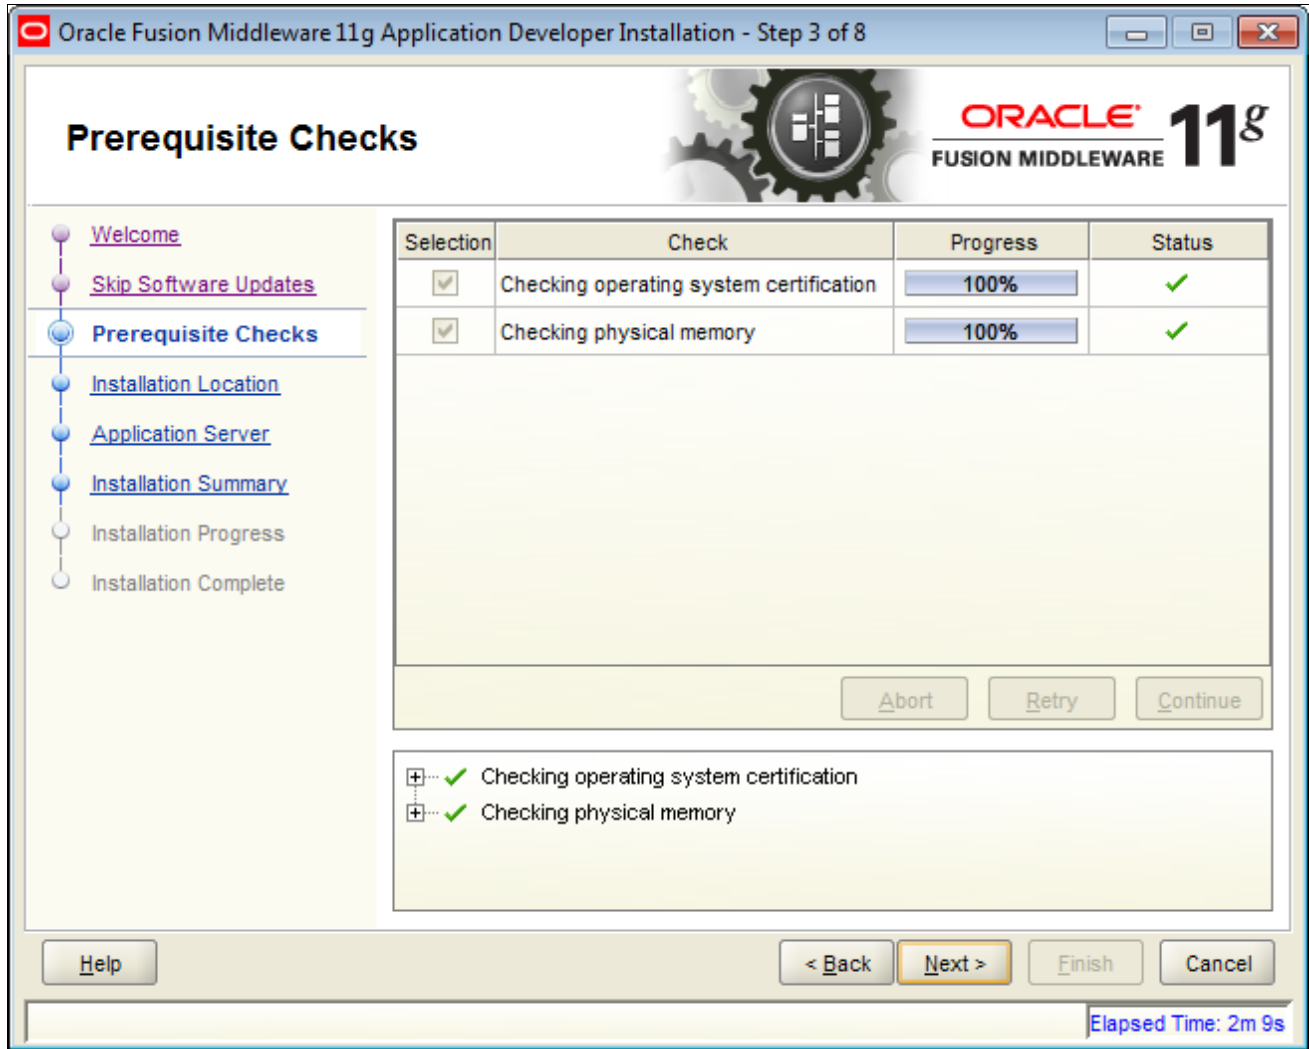 Oracle Fusion Middleware 11g Application Developer Installation - Step 3 of 8
Prerequisite Checks
ORACLE
FUSION MIDDLEWARE 11g
Welcome
Skip Software Updates
Prerequisite Checks
Installation Location
Application Server
Installation Summary
Installation Progress
Installation Complete
Selection Check Progress Status
Checking operating system certification 100%
Checking physical memory 100%
Abort Retry Continue
Checking operating system certification
Checking physical memory
Help < Back Next > Finish Cancel
Elapsed Time: 2m 9s